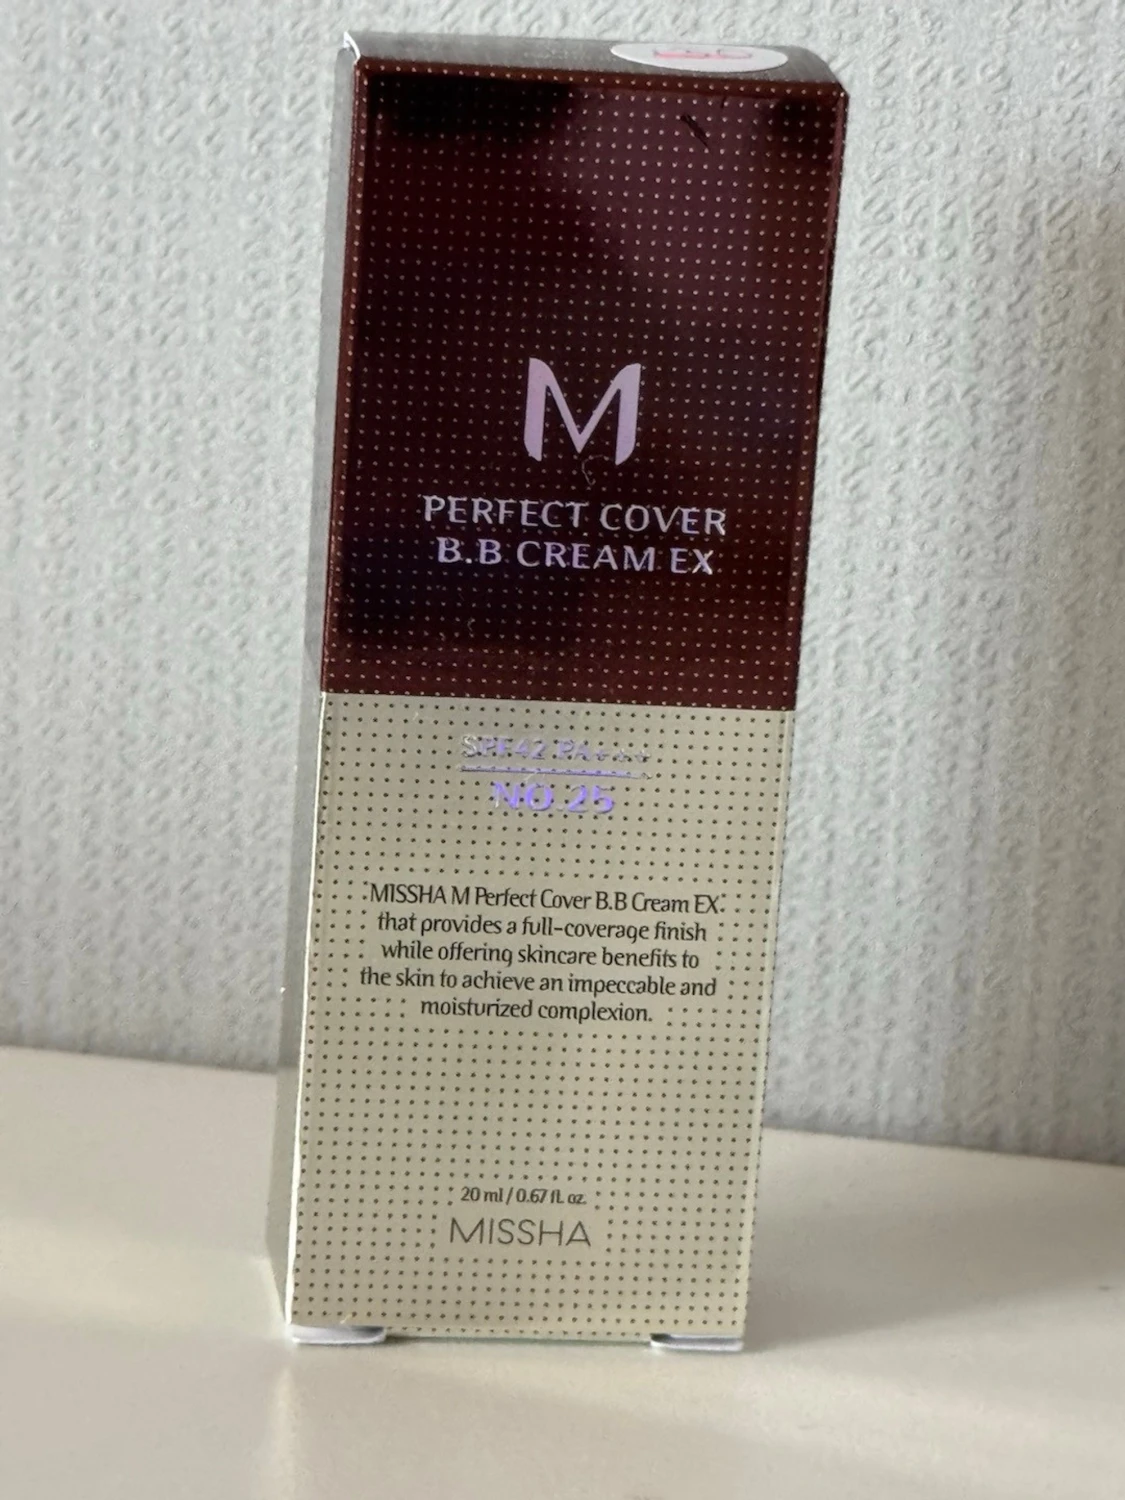 M
PERFECT COVER
B.B CREAM EX
SPF42 PA+++
NO.25
MISSHA M Perfect Cover B.B Cream EX
that provides a full-coverage finish
while offering skincare benefits to
the skin to achieve an impeccable and
moisturized complexion.
20 ml / 0.67 fl. oz.
MISSHA